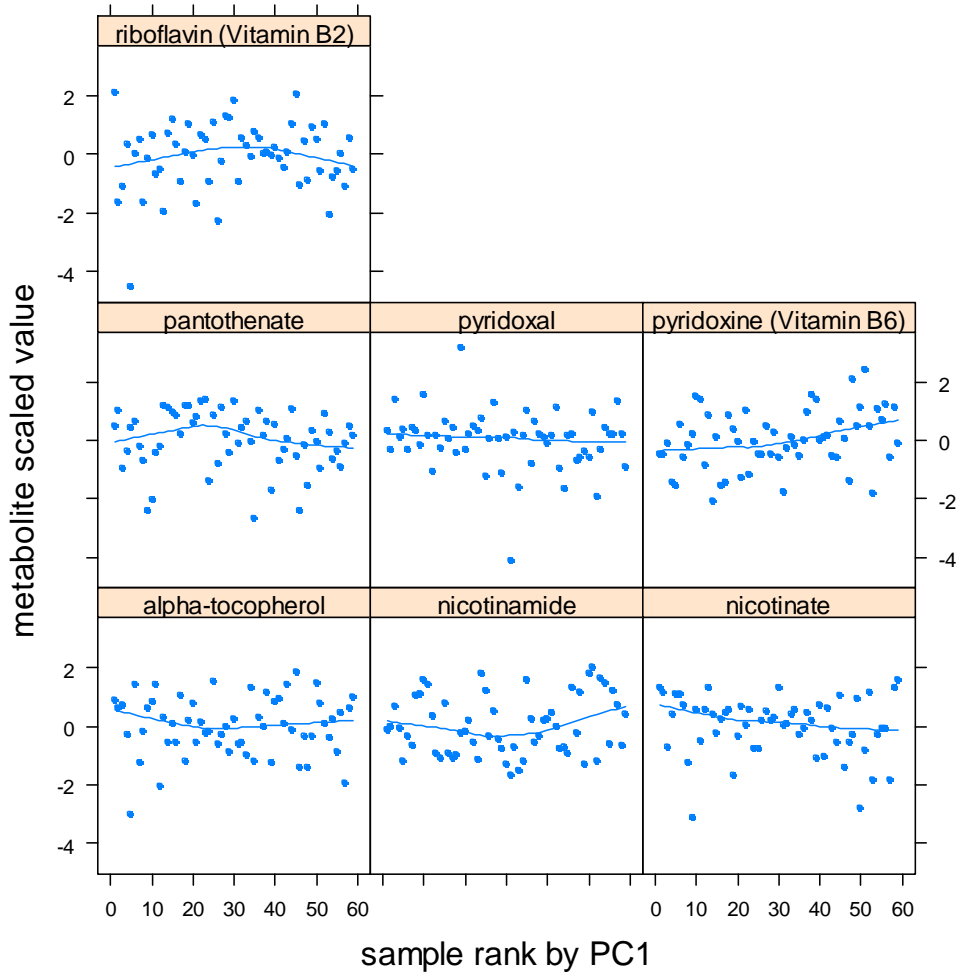 riboflavin (Vitamin B2)
2
0
-2
-4
metabolite scaled value
pantothenate
pyridoxal
pyridoxine (Vitamin B6)
2
0
-2
-4
alpha-tocopherol
nicotinamide
nicotinate
2
0
-2
-4
0 10 20 30 40 50 60
0 10 20 30 40 50 60
sample rank by PC1